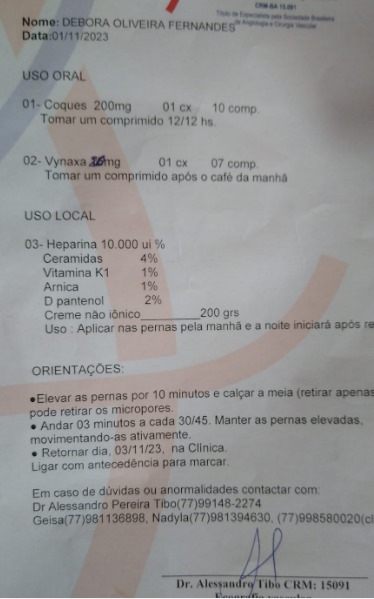 CRM-BA 15.091
Título de Especialista pela Sociedade Brasileira
de Angiologia e Cirurgia Vascular
Nome: DEBORA OLIVEIRA FERNANDES
Data:01/11/2023
USO ORAL
01- Coques 200mg 01 cx 10 comp.
Tomar um comprimido 12/12 hs.
02- Vynaxa mg 01 cx 07 comp.
Tomar um comprimido após o café da manhã
USO LOCAL
03- Heparina 10.000 ui %
Ceramidas 4%
Vitamina K1 1%
Arnica 1%
D pantenol 2%
Creme não iônico__________200 grs
Uso : Aplicar nas pernas pela manhã e a noite iniciará após re
ORIENTAÇÕES:
●Elevar as pernas por 10 minutos e calçar a meia (retirar apenas
pode retirar os micropores.
● Andar 03 minutos a cada 30/45. Manter as pernas elevadas,
movimentando-as ativamente.
● Retornar dia, 03/11/23, na Clínica.
Ligar com antecedência para marcar.
Em caso de dúvidas ou anormalidades contactar com:
Dr Alessandro Pereira Tibo(77)99148-2274
Geisa(77)981136898, Nadyla(77)981394630, (77)998580020(cl
Dr. Alessandro Tibo CRM: 15091